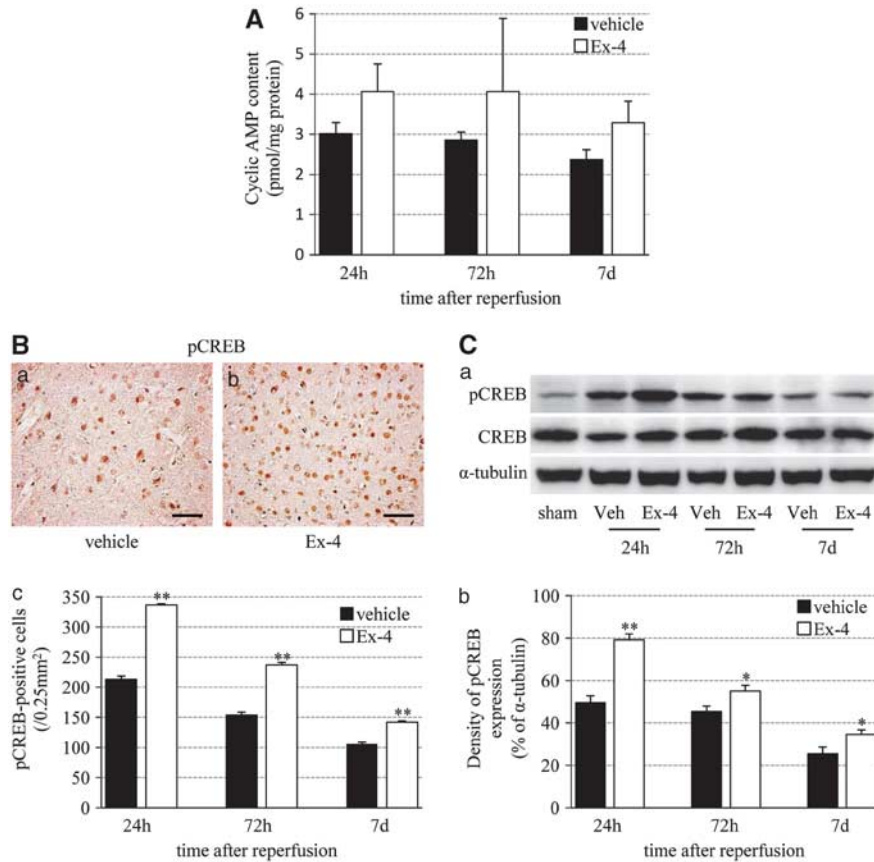 A
vehicle
Ex-4
Cyclic AMP content
(pmol/mg protein)
6
5
4
3
2
1
0
24h 72h 7d
time after reperfusion
B
pCREB
a b
vehicle Ex-4
C
a
pCREB
CREB
α-tubulin
sham Veh Ex-4 Veh Ex-4 Veh Ex-4
24h 72h 7d
c
pCREB-positive cells
(/0.25mm²)
350
300
250
200
150
100
50
0
vehicle
Ex-4
** ** **
24h 72h 7d
time after reperfusion
b
Density of pCREB
expression
(% of α-tubulin)
100
80
60
40
20
0
vehicle
Ex-4
** * *
24h 72h 7d
time after reperfusion